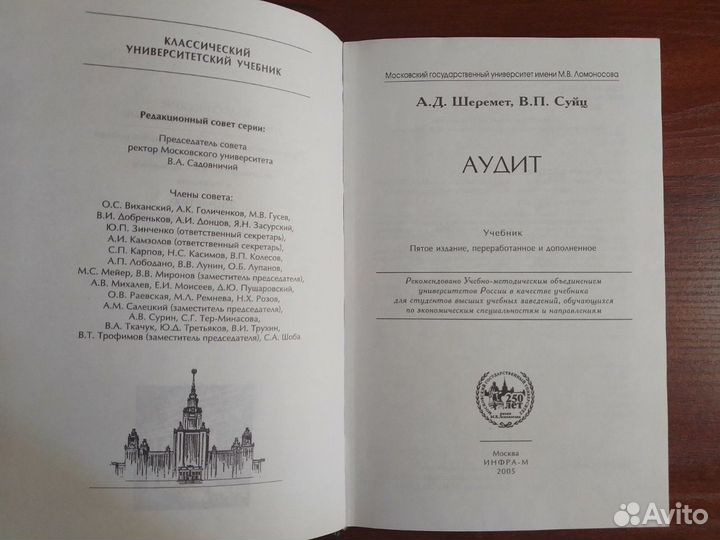 КЛАССИЧЕСКИЙ
УНИВЕРСИТЕТСКИЙ УЧЕБНИК
Редакционный совет серии:
Председатель совета
ректор Московского университета
В.А. Садовничий
Члены совета:
О.С. Виханский, А.К. Голиченков, М.В. Гусев,
В.И. Добреньков, А.И. Донцов, Я.Н. Засурский,
Ю.П. Зинченко (ответственный секретарь),
А.И. Камзолов (ответственный секретарь),
С.П. Карпов, Н.С. Касимов, В.П. Колесов,
А.П. Лободано, В.В. Лунин, О.Б. Лупанов,
М.С. Мейер, В.В. Миронов (заместитель председателя),
А.В. Михалев, Е.И. Моисеев, Д.Ю. Пушаровский,
О.В. Раевская, М.Л. Ремнева, Н.Х. Розов,
А.М. Салецкий (заместитель председателя),
А.В. Сурин, С.Г. Тер-Минасова,
В.А. Ткачук, Ю.Д. Третьяков, В.И. Трухин,
В.Т. Трофимов (заместитель председателя), С.А. Шоба
Московский государственный университет имени М.В. Ломоносова
А.Д. Шеремет, В.П. Суйц
АУДИТ
Учебник
Пятое издание, переработанное и дополненное
Рекомендовано Учебно-методическим объединением
университетов России в качестве учебника
для студентов высших учебных заведений, обучающихся
по экономическим специальностям и направлениям
250
ЛЕТ
Москва
ИНФРА-М
2005
Avito